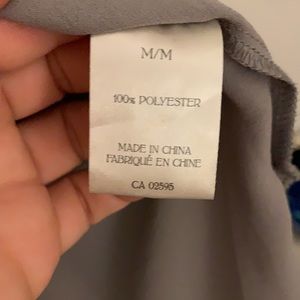 M/M
100% POLYESTER
MADE IN CHINA
FABRIQUÉ EN CHINE
CA 02595